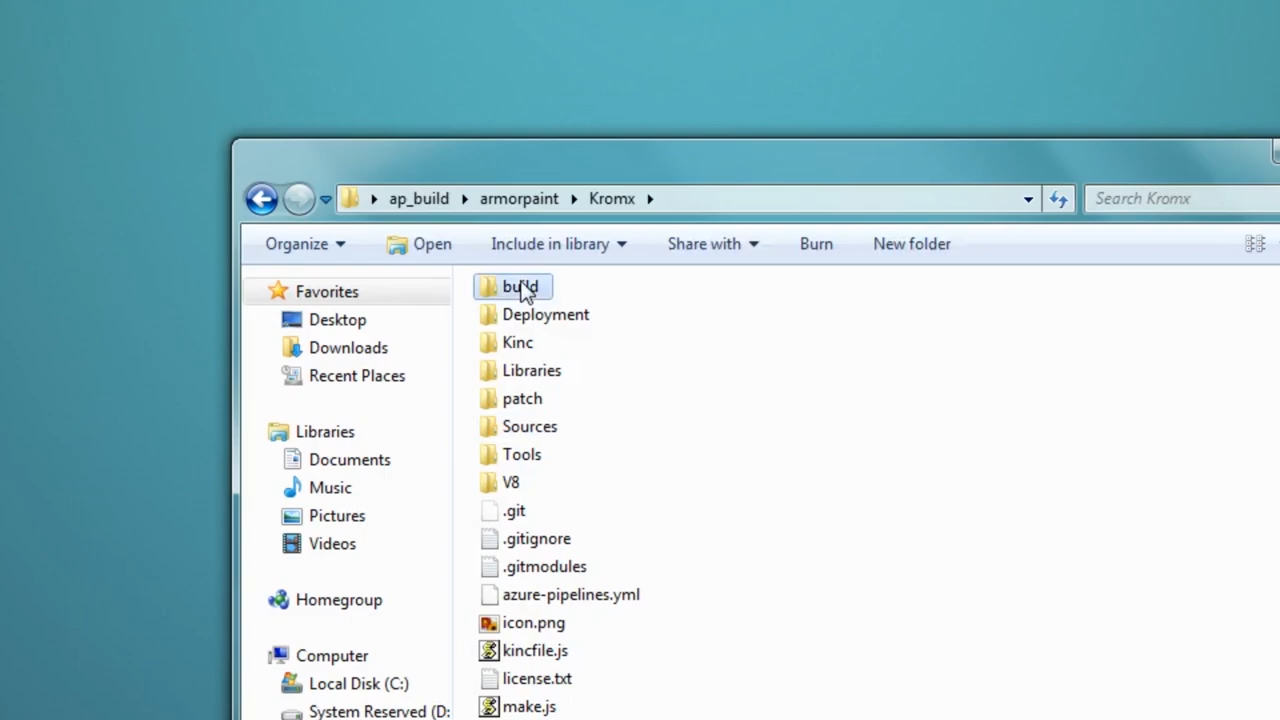 ap_build armorpaint Kromx Search Kromx
Organize Open Include in library Share with Burn New folder
Favorites
Desktop
Downloads
Recent Places
Libraries
Documents
Music
Pictures
Videos
Homegroup
Computer
Local Disk (C:)
System Reserved (D:
build
Deployment
Kinc
Libraries
patch
Sources
Tools
V8
.git
.gitignore
.gitmodules
azure-pipelines.yml
icon.png
kincfile.js
license.txt
make.js